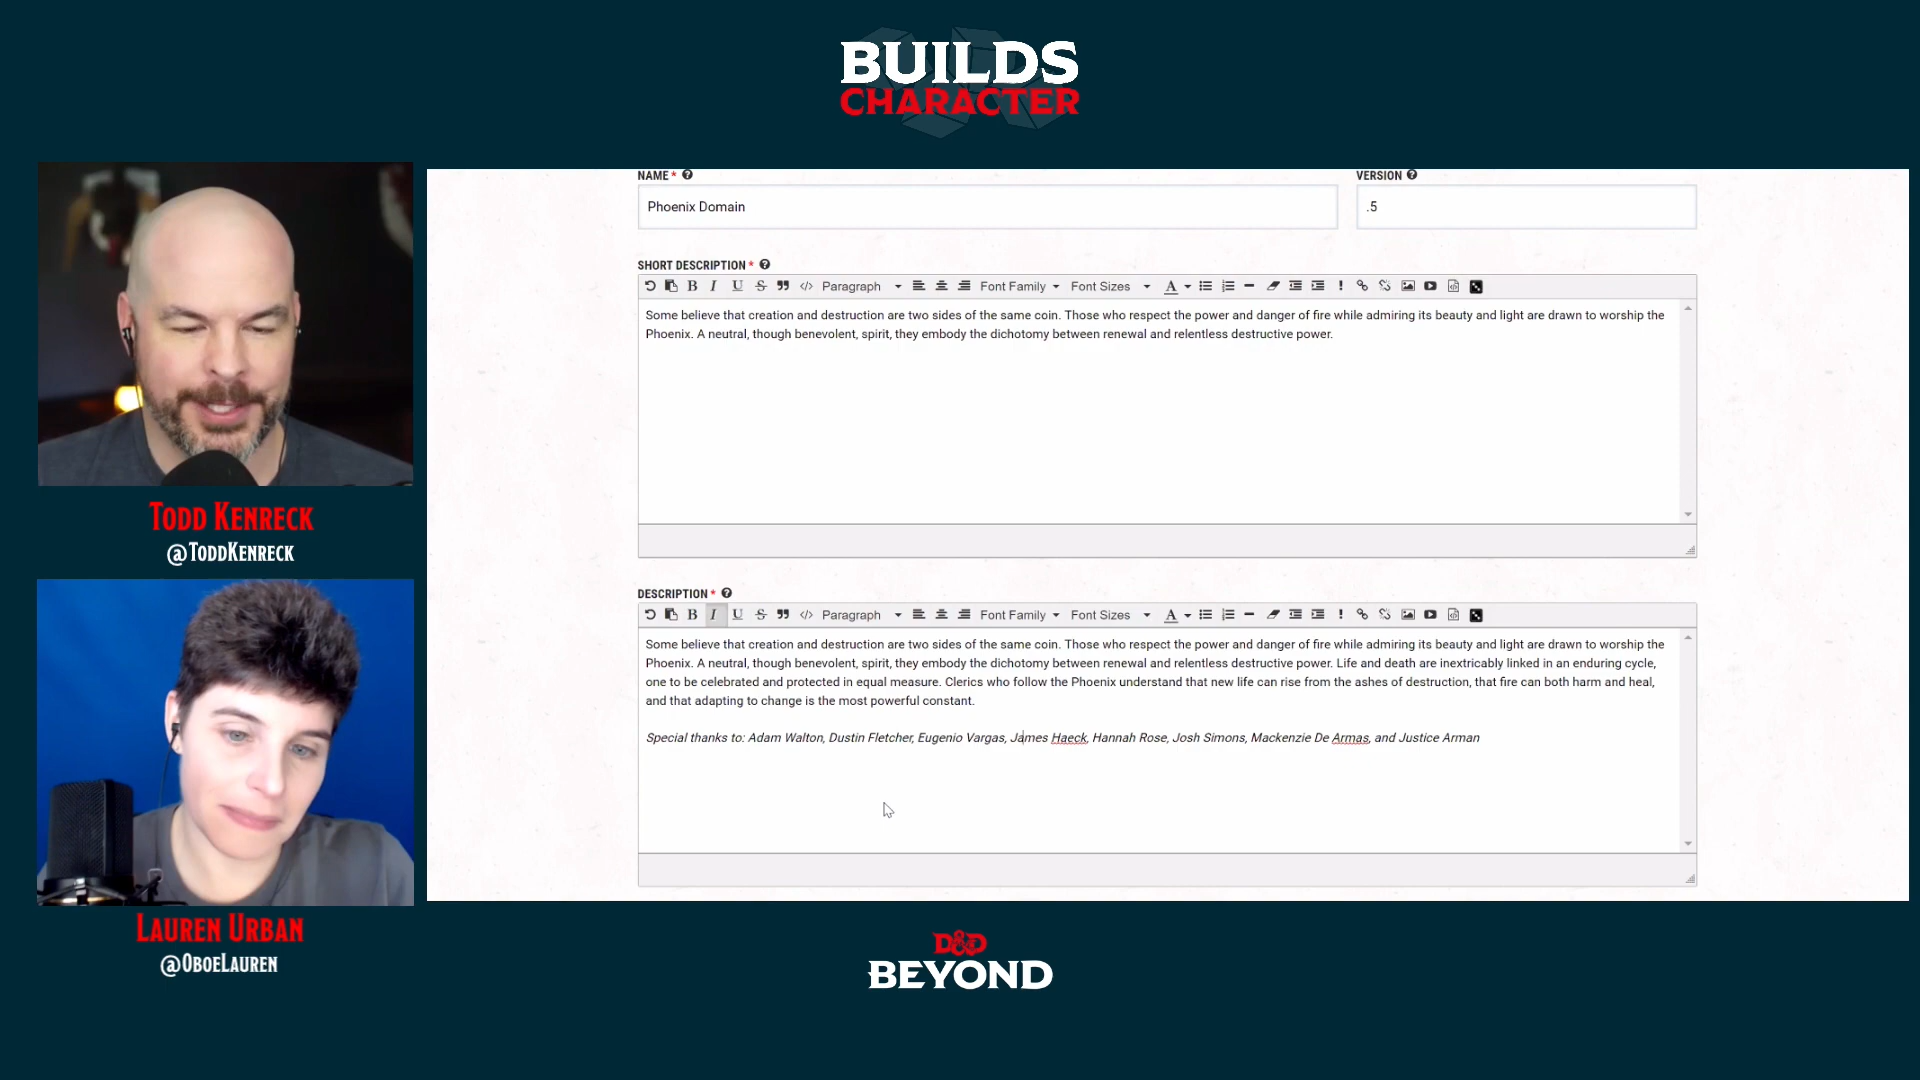 BUILDS
CHARACTER
NAME *
VERSION
Phoenix Domain
.5
SHORT DESCRIPTION *
Paragraph Font Family Font Sizes
Some believe that creation and destruction are two sides of the same coin. Those who respect the power and danger of fire while admiring its beauty and light are drawn to worship the
Phoenix. A neutral, though benevolent, spirit, they embody the dichotomy between renewal and relentless destructive power.
TODD KENRECK
@TODDKENRECK
DESCRIPTION *
Paragraph Font Family Font Sizes
Some believe that creation and destruction are two sides of the same coin. Those who respect the power and danger of fire while admiring its beauty and light are drawn to worship the
Phoenix. A neutral, though benevolent, spirit, they embody the dichotomy between renewal and relentless destructive power. Life and death are inextricably linked in an enduring cycle,
one to be celebrated and protected in equal measure. Clerics who follow the Phoenix understand that new life can rise from the ashes of destruction, that fire can both harm and heal,
and that adapting to change is the most powerful constant.
Special thanks to: Adam Walton, Dustin Fletcher, Eugenio Vargas, James Haeck, Hannah Rose, Josh Simons, Mackenzie De Armas, and Justice Arman
LAUREN URBAN
@OBOELAUREN
D&D
BEYOND